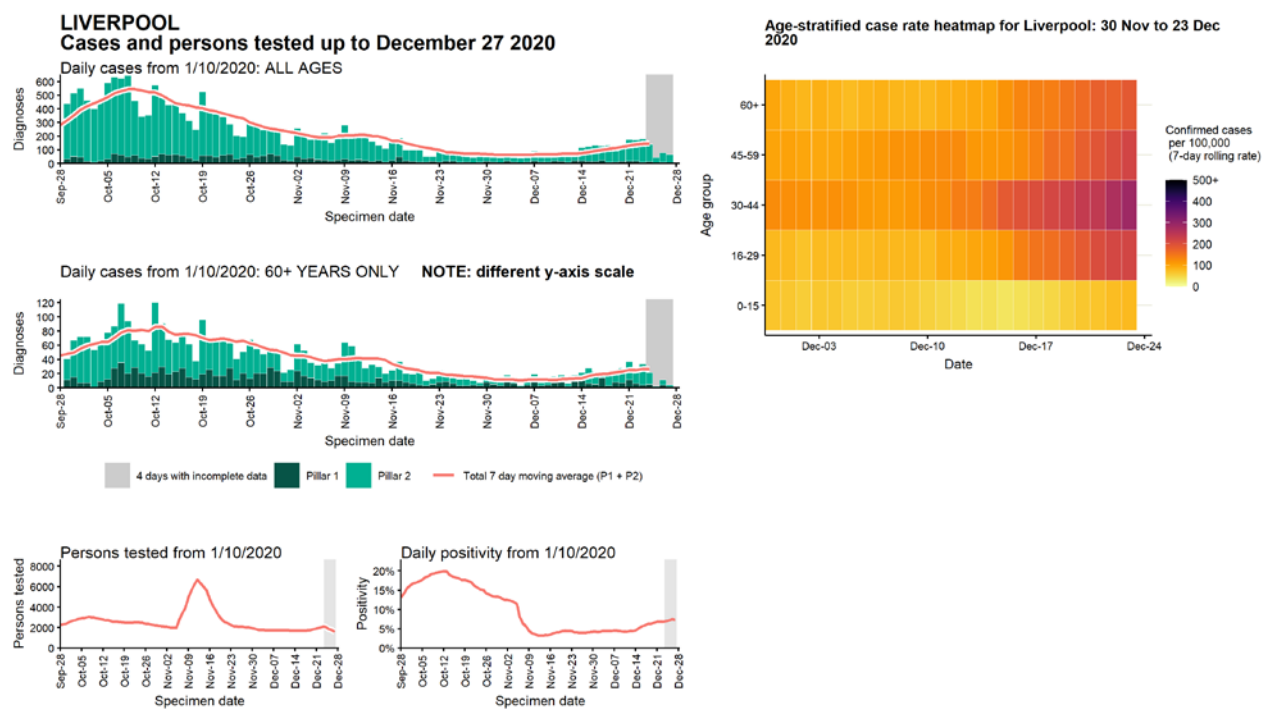 LIVERPOOL
Cases and persons tested up to December 27 2020
Daily cases from 1/10/2020: ALL AGES
Diagnoses
600
500
400
300
200
100
0
Sep-28
Oct-05
Oct-12
Oct-19
Oct-26
Nov-02
Nov-09
Nov-16
Nov-23
Nov-30
Dec-07
Dec-14
Dec-21
Dec-28
Specimen date
Daily cases from 1/10/2020: 60+ YEARS ONLY NOTE: different y-axis scale
Diagnoses
120
100
80
60
40
20
0
Sep-28
Oct-05
Oct-12
Oct-19
Oct-26
Nov-02
Nov-09
Nov-16
Nov-23
Nov-30
Dec-07
Dec-14
Dec-21
Dec-28
Specimen date
4 days with incomplete data Pillar 1 Pillar 2 Total 7 day moving average (P1 + P2)
Persons tested from 1/10/2020
Persons tested
8000
6000
4000
2000
0
Sep-28
Oct-05
Oct-12
Oct-19
Oct-26
Nov-02
Nov-09
Nov-16
Nov-23
Nov-30
Dec-07
Dec-14
Dec-21
Dec-28
Specimen date
Daily positivity from 1/10/2020
Positivity
20%
15%
10%
5%
0%
Sep-28
Oct-05
Oct-12
Oct-19
Oct-26
Nov-02
Nov-09
Nov-16
Nov-23
Nov-30
Dec-07
Dec-14
Dec-21
Dec-28
Specimen date
Age-stratified case rate heatmap for Liverpool: 30 Nov to 23 Dec
2020
Age group
60+
45-59
30-44
16-29
0-15
Dec-03
Dec-10
Dec-17
Dec-24
Date
Confirmed cases
per 100,000
(7-day rolling rate)
500+
400
300
200
100
0